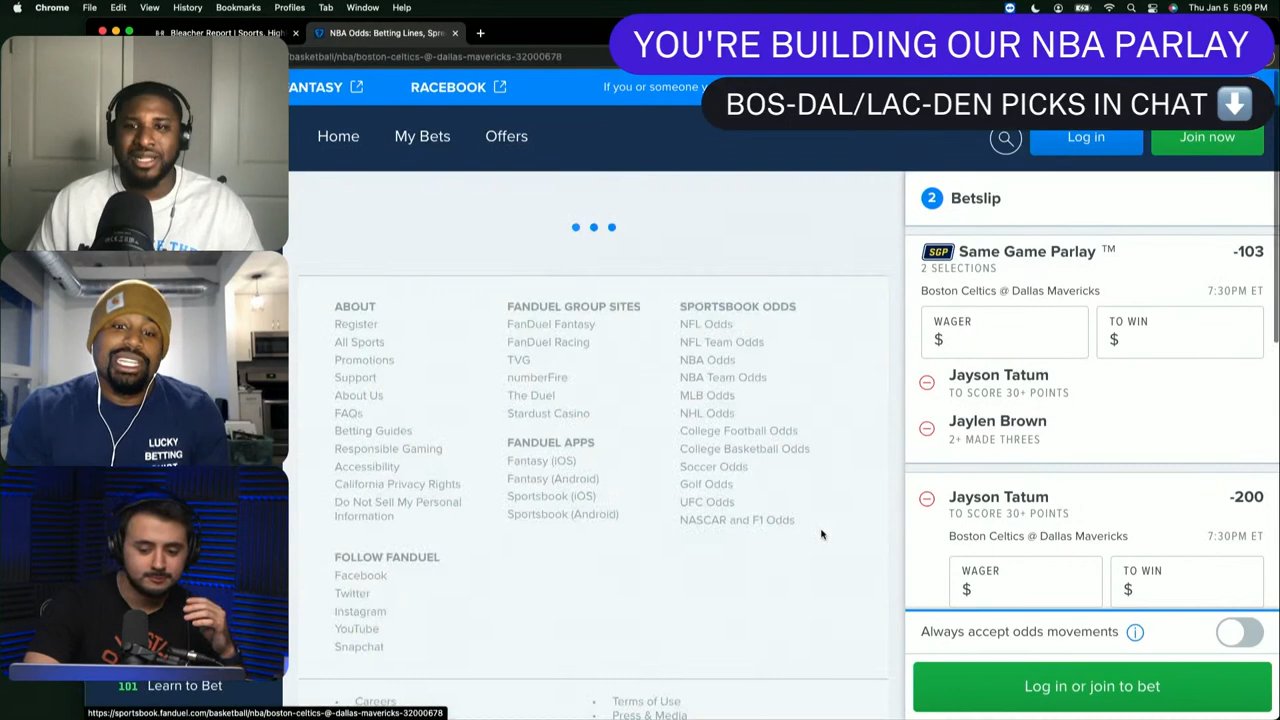 Chrome File Edit View History Bookmarks Profiles Tab Window Help
Thu Jan 5 5:09 PM
Bleacher Report | Sports, High
NBA Odds: Betting Lines, Spre
YOU'RE BUILDING OUR NBA PARLAY
basketball/nba/boston-celtics-@-dallas-mavericks-32000678
ANTASY
RACEBOOK
If you or someone y
BOS-DAL/LAC-DEN PICKS IN CHAT ⬇️
Home
My Bets
Offers
Log in
Join now
2 Betslip
SGP Same Game Parlay ™ -103
2 SELECTIONS
Boston Celtics @ Dallas Mavericks 7:30PM ET
WAGER
$
TO WIN
$
Jayson Tatum
TO SCORE 30+ POINTS
Jaylen Brown
2+ MADE THREES
Jayson Tatum -200
TO SCORE 30+ POINTS
Boston Celtics @ Dallas Mavericks 7:30PM ET
WAGER
$
TO WIN
$
Always accept odds movements
Log in or join to bet
ABOUT
Register
All Sports
Promotions
Support
About Us
FAQs
Betting Guides
Responsible Gaming
Accessibility
California Privacy Rights
Do Not Sell My Personal
Information
FANDUEL GROUP SITES
FanDuel Fantasy
FanDuel Racing
TVG
numberFire
The Duel
Stardust Casino
FANDUEL APPS
Fantasy (iOS)
Fantasy (Android)
Sportsbook (iOS)
Sportsbook (Android)
SPORTSBOOK ODDS
NFL Odds
NFL Team Odds
NBA Odds
NBA Team Odds
MLB Odds
NHL Odds
College Football Odds
College Basketball Odds
Soccer Odds
Golf Odds
UFC Odds
NASCAR and F1 Odds
FOLLOW FANDUEL
Facebook
Twitter
Instagram
YouTube
Snapchat
Careers
Terms of Use
Press & Media
LUCKY
BETTING
101 Learn to Bet
https://sportsbook.fanduel.com/basketball/nba/boston-celtics-@-dallas-mavericks-32000678